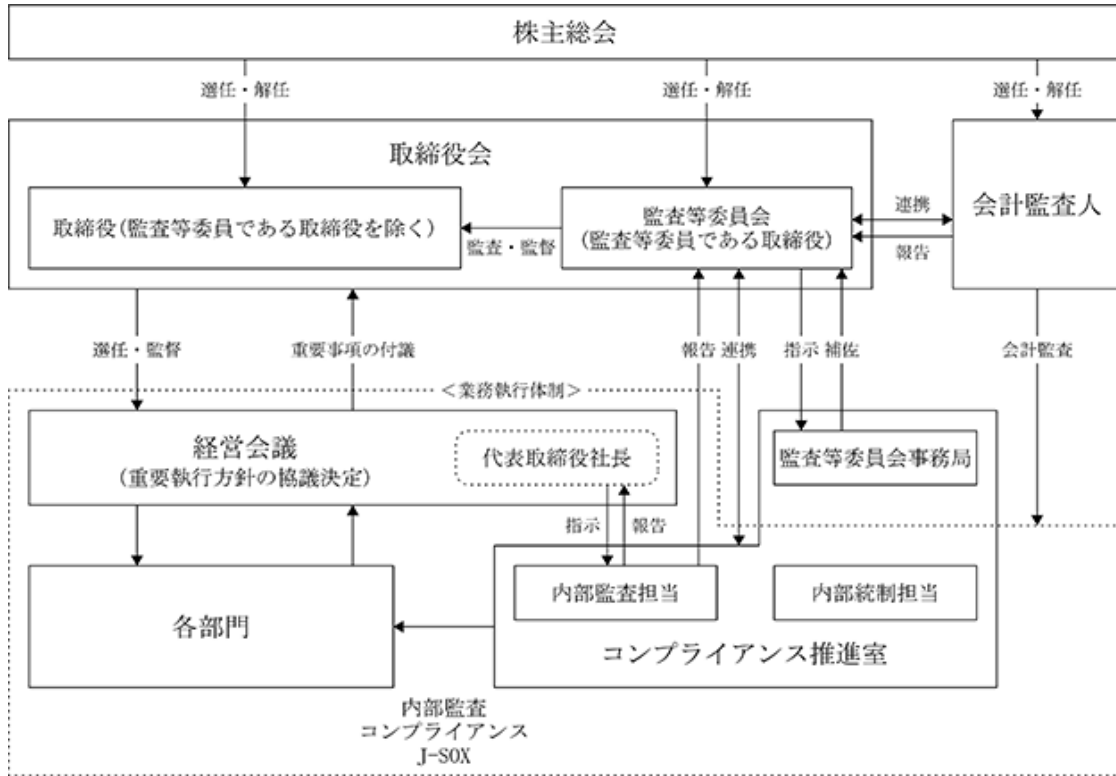 株主総会
選任・解任
選任・解任
選任・解任
取締役会
取締役(監査等委員である取締役を除く)
監査・監督
監査等委員会
(監査等委員である取締役)
連携
報告
会計監査人
選任・監督
重要事項の付議
報告
連携
指示
補佐
会計監査
＜業務執行体制＞
経営会議
(重要執行方針の協議決定)
代表取締役社長
監査等委員会事務局
指示
報告
各部門
内部監査担当
内部統制担当
コンプライアンス推進室
内部監査
コンプライアンス
J-SOX